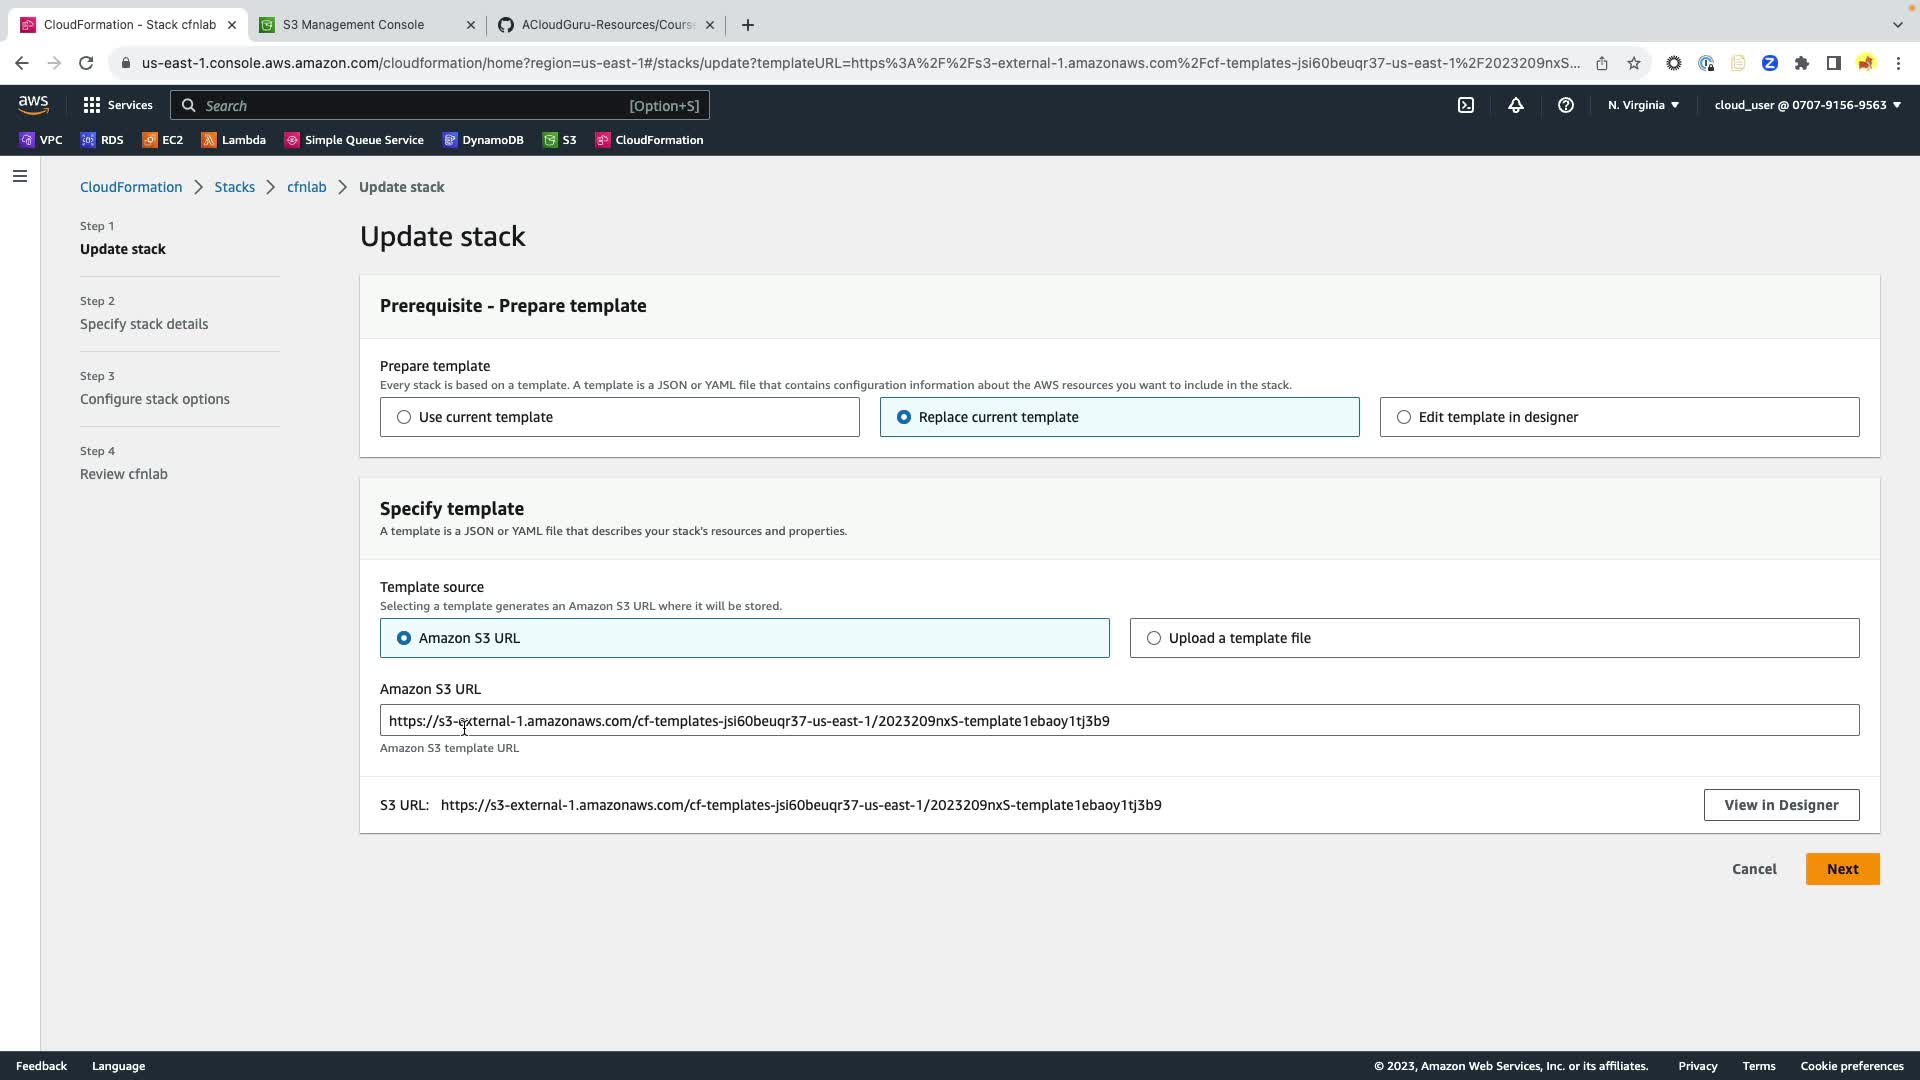 CloudFormation - Stack cfnlab
S3 Management Console
ACloudGuru-Resources/Cours
us-east-1.console.aws.amazon.com/cloudformation/home?region=us-east-1#/stacks/update?templateURL=https%3A%2F%2Fs3-external-1.amazonaws.com%2Fcf-templates-jsi60beuqr37-us-east-1%2F2023209nxS...
aws
Services
Search
[Option+S]
N. Virginia
cloud_user @ 0707-9156-9563
VPC
RDS
EC2
Lambda
Simple Queue Service
DynamoDB
S3
CloudFormation
CloudFormation
Stacks
cfnlab
Update stack
Step 1
Update stack
Step 2
Specify stack details
Step 3
Configure stack options
Step 4
Review cfnlab
Update stack
Prerequisite - Prepare template
Prepare template
Every stack is based on a template. A template is a JSON or YAML file that contains configuration information about the AWS resources you want to include in the stack.
Use current template
Replace current template
Edit template in designer
Specify template
A template is a JSON or YAML file that describes your stack's resources and properties.
Template source
Selecting a template generates an Amazon S3 URL where it will be stored.
Amazon S3 URL
Upload a template file
Amazon S3 URL
https://s3-external-1.amazonaws.com/cf-templates-jsi60beuqr37-us-east-1/2023209nxS-template1ebaoy1tj3b9
Amazon S3 template URL
S3 URL: https://s3-external-1.amazonaws.com/cf-templates-jsi60beuqr37-us-east-1/2023209nxS-template1ebaoy1tj3b9
View in Designer
Cancel
Next
Feedback
Language
© 2023, Amazon Web Services, Inc. or its affiliates.
Privacy
Terms
Cookie preferences